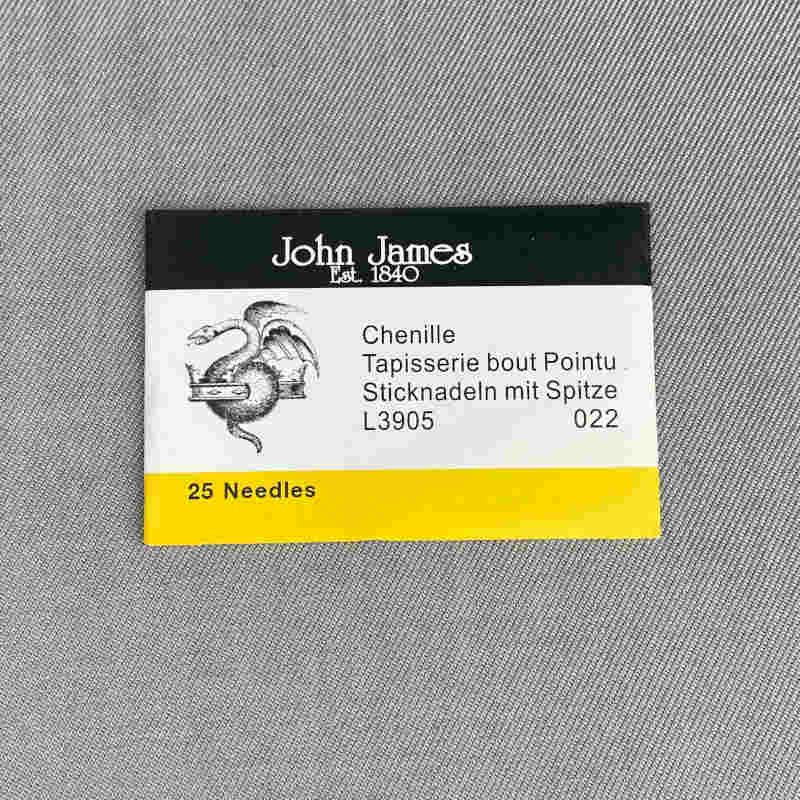 John James
Est. 1840
Chenille
Tapisserie bout Pointu
Sticknadeln mit Spitze
L3905 022
25 Needles